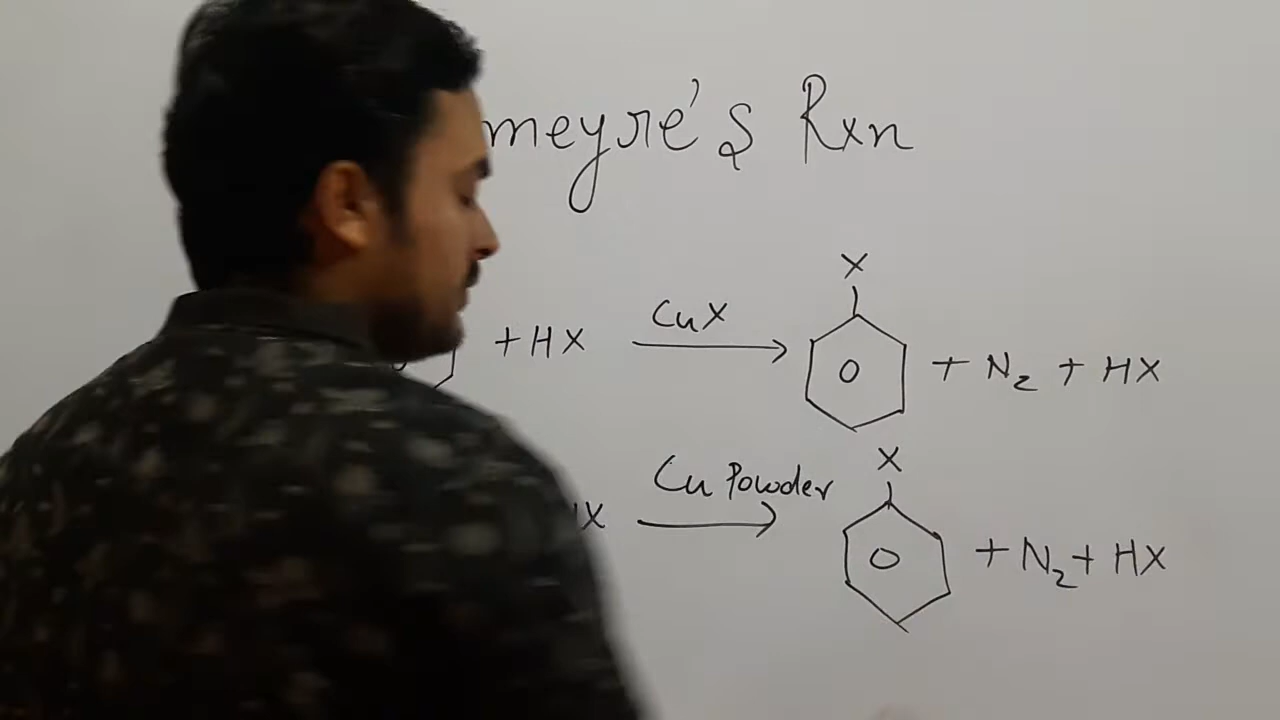 meyre's Rxn
X
+ HX CuX + N2 + HX
X
X Cu Powder + N2 + HX